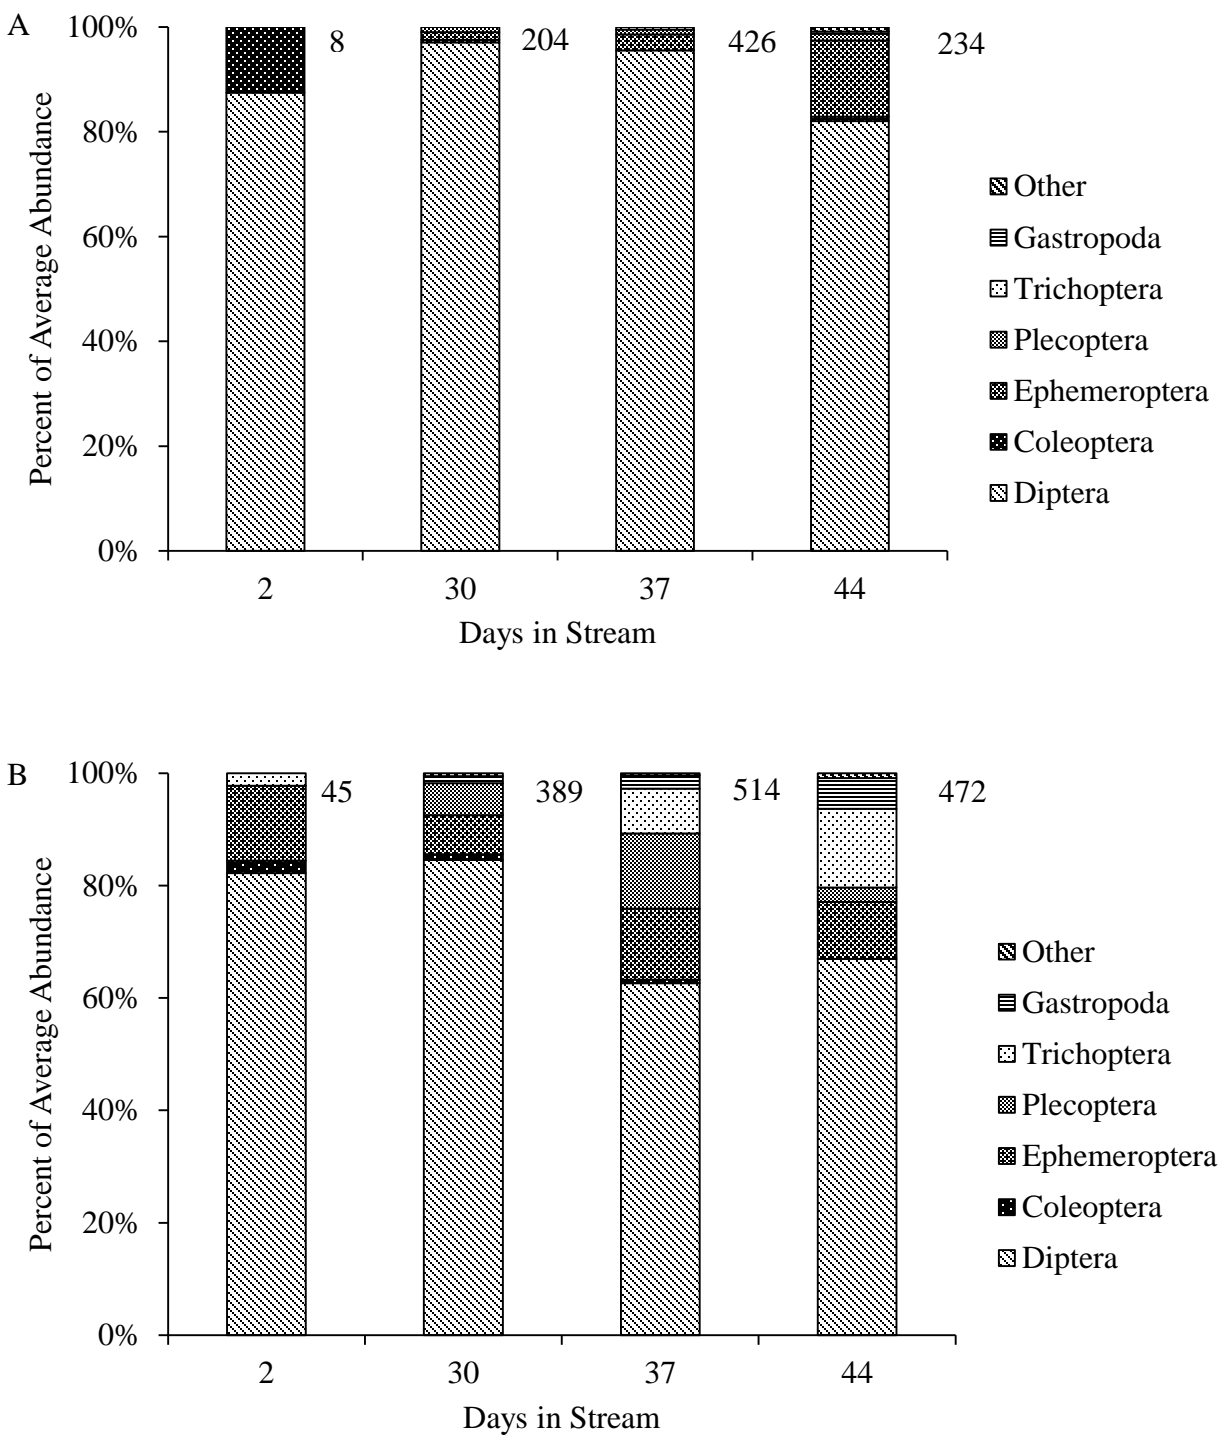 A
100%
80%
60%
40%
20%
0%
Percent of Average Abundance
8
204
426
234
2
30
37
44
Days in Stream
Other
Gastropoda
Trichoptera
Plecoptera
Ephemeroptera
Coleoptera
Diptera
B
100%
80%
60%
40%
20%
0%
Percent of Average Abundance
45
389
514
472
2
30
37
44
Days in Stream
Other
Gastropoda
Trichoptera
Plecoptera
Ephemeroptera
Coleoptera
Diptera